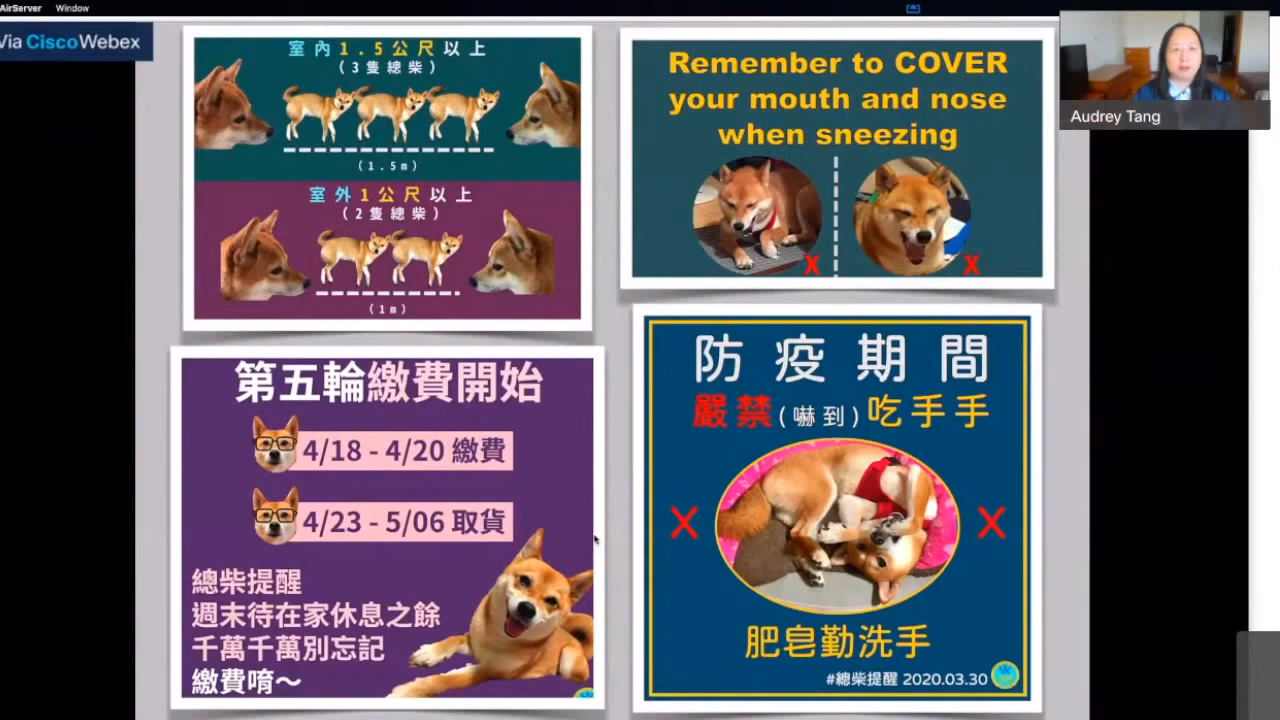 AirServer Window
Via Cisco Webex
Audrey Tang
室內1.5公尺以上
(3隻總柴)
(1.5m)
室外1公尺以上
(2隻總柴)
(1m)
Remember to COVER
your mouth and nose
when sneezing
X
X
第五輪繳費開始
4/18 - 4/20 繳費
4/23 - 5/06 取貨
總柴提醒
週末待在家休息之餘
千萬千萬別忘記
繳費唷～
防疫期間
嚴禁(嚇到)吃手手
X
X
肥皂勤洗手
#總柴提醒 2020.03.30